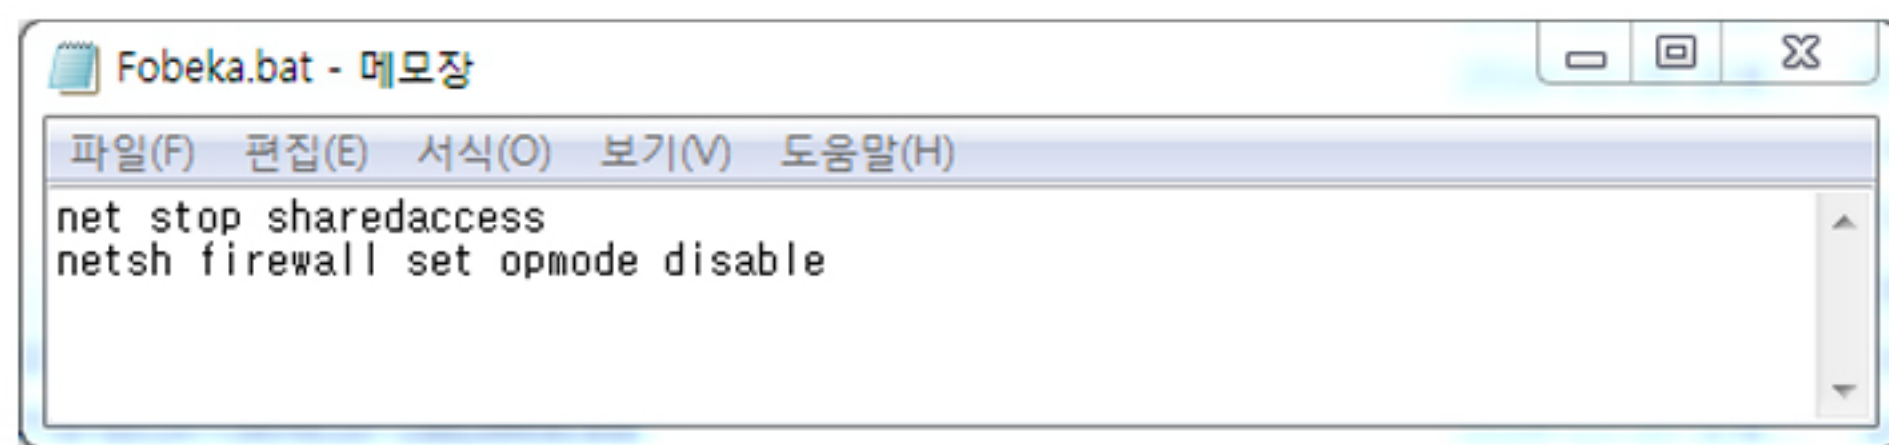 Fobeka.bat - 메모장
파일(F) 편집(E) 서식(O) 보기(V) 도움말(H)
net stop sharedaccess
netsh firewall set opmode disable